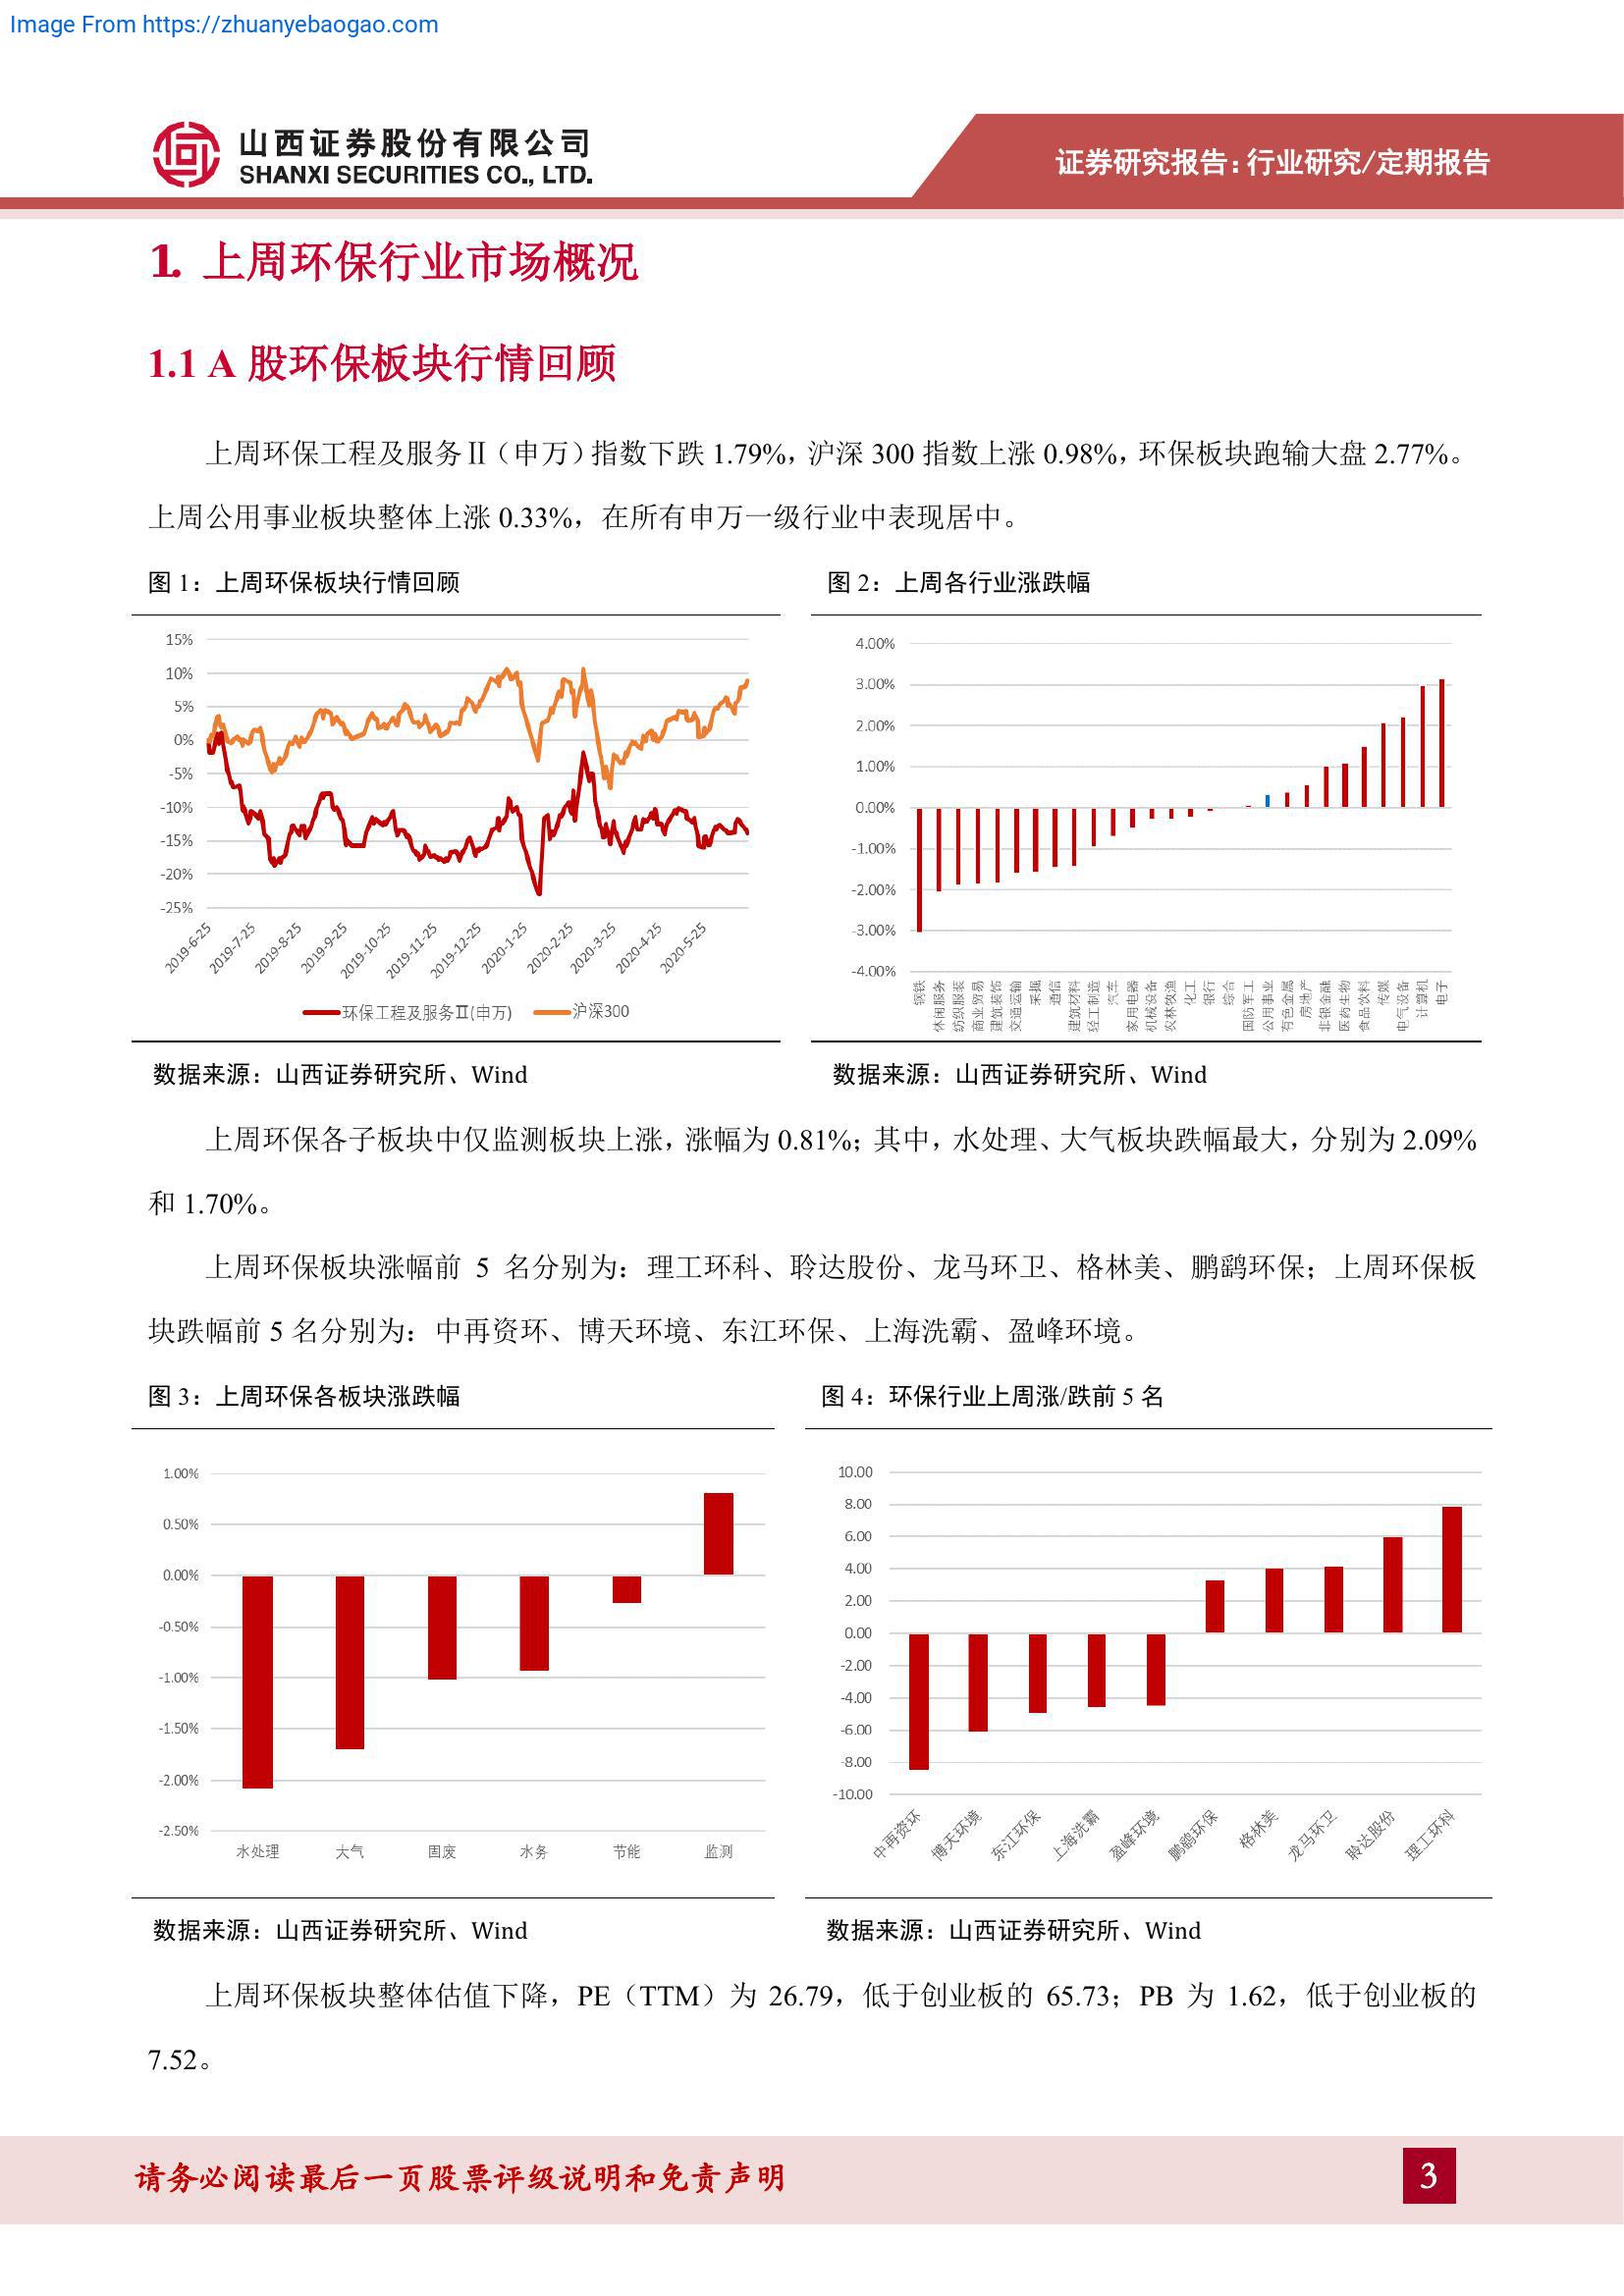 Image From https://zhuanyebaogao.com
山西证券股份有限公司
SHANXI SECURITIES CO., LTD.
证券研究报告：行业研究/定期报告
1. 上周环保行业市场概况
1.1 A 股环保板块行情回顾
上周环保工程及服务Ⅱ（申万）指数下跌 1.79%，沪深 300 指数上涨 0.98%，环保板块跑输大盘 2.77%。
上周公用事业板块整体上涨 0.33%，在所有申万一级行业中表现居中。
图 1：上周环保板块行情回顾
15%
10%
5%
0%
-5%
-10%
-15%
-20%
-25%
2019-6-25
2019-7-25
2019-8-25
2019-9-25
2019-10-25
2019-11-25
2019-12-25
2020-1-25
2020-2-25
2020-3-25
2020-4-25
2020-5-25
环保工程及服务Ⅱ(申万)
沪深300
图 2：上周各行业涨跌幅
4.00%
3.00%
2.00%
1.00%
0.00%
-1.00%
-2.00%
-3.00%
-4.00%
钢铁
休闲服务
纺织服装
商业贸易
建筑装饰
交通运输
采掘
通信
建筑材料
轻工制造
汽车
家用电器
机械设备
农林牧渔
化工
银行
综合
国防军工
公用事业
有色金属
房地产
非银金融
医药生物
食品饮料
传媒
电气设备
计算机
电子
数据来源：山西证券研究所、Wind
数据来源：山西证券研究所、Wind
上周环保各子板块中仅监测板块上涨，涨幅为 0.81%；其中，水处理、大气板块跌幅最大，分别为 2.09%
和 1.70%。
上周环保板块涨幅前 5 名分别为：理工环科、聆达股份、龙马环卫、格林美、鹏鹞环保；上周环保板
块跌幅前 5 名分别为：中再资环、博天环境、东江环保、上海洗霸、盈峰环境。
图 3：上周环保各板块涨跌幅
1.00%
0.50%
0.00%
-0.50%
-1.00%
-1.50%
-2.00%
-2.50%
水处理
大气
固废
水务
节能
监测
图 4：环保行业上周涨/跌前 5 名
10.00
8.00
6.00
4.00
2.00
0.00
-2.00
-4.00
-6.00
-8.00
-10.00
中再资环
博天环境
东江环保
上海洗霸
盈峰环境
鹏鹞环保
格林美
龙马环卫
聆达股份
理工环科
数据来源：山西证券研究所、Wind
数据来源：山西证券研究所、Wind
上周环保板块整体估值下降，PE（TTM）为 26.79，低于创业板的 65.73；PB 为 1.62，低于创业板的
7.52。
请务必阅读最后一页股票评级说明和免责声明
3